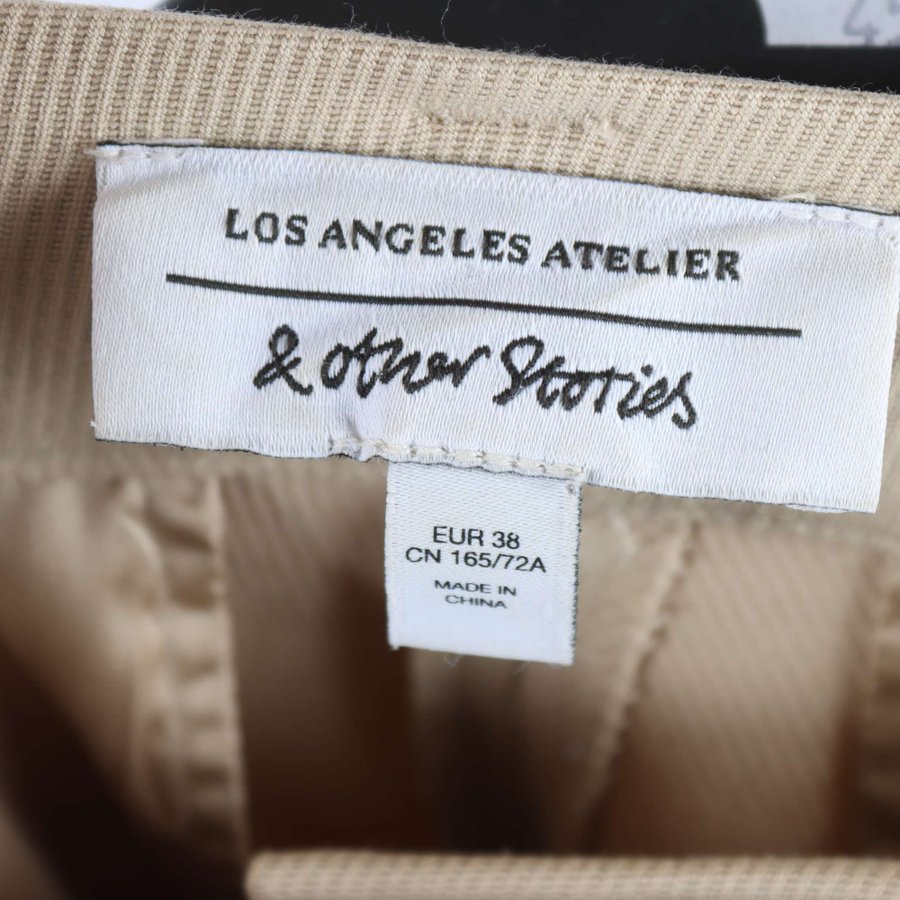 LOS ANGELES ATELIER
& other Stories
EUR 38
CN 165/72A
MADE IN
CHINA